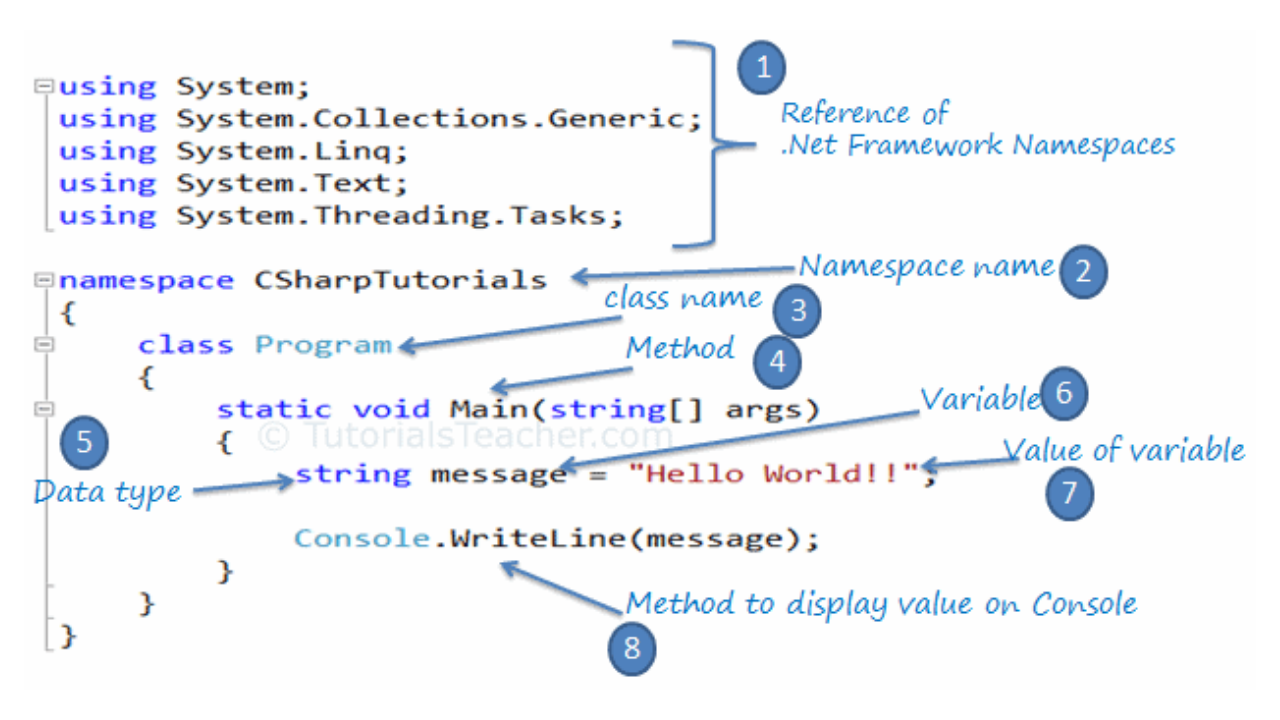 1
using System;
using System.Collections.Generic;
using System.Linq;
using System.Text;
using System.Threading.Tasks;
Reference of
.Net Framework Namespaces
namespace CSharpTutorials
Namespace name 2
{
class name 3
class Program
Method 4
{
static void Main(string[] args)
Variable 6
5
{
© TutorialsTeacher.com
Data type
string message = "Hello World!!";
Value of variable
7
Console.WriteLine(message);
}
Method to display value on Console
8
}
}